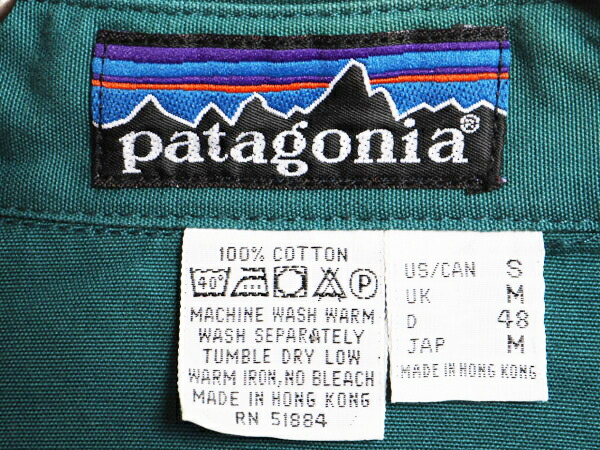 patagonia®
100% COTTON
40° P
MACHINE WASH WARM
WASH SEPARATELY
TUMBLE DRY LOW
WARM IRON, NO BLEACH
MADE IN HONG KONG
RN 51884
US/CAN S
UK M
D 48
JAP M
MADE IN HONG KONG